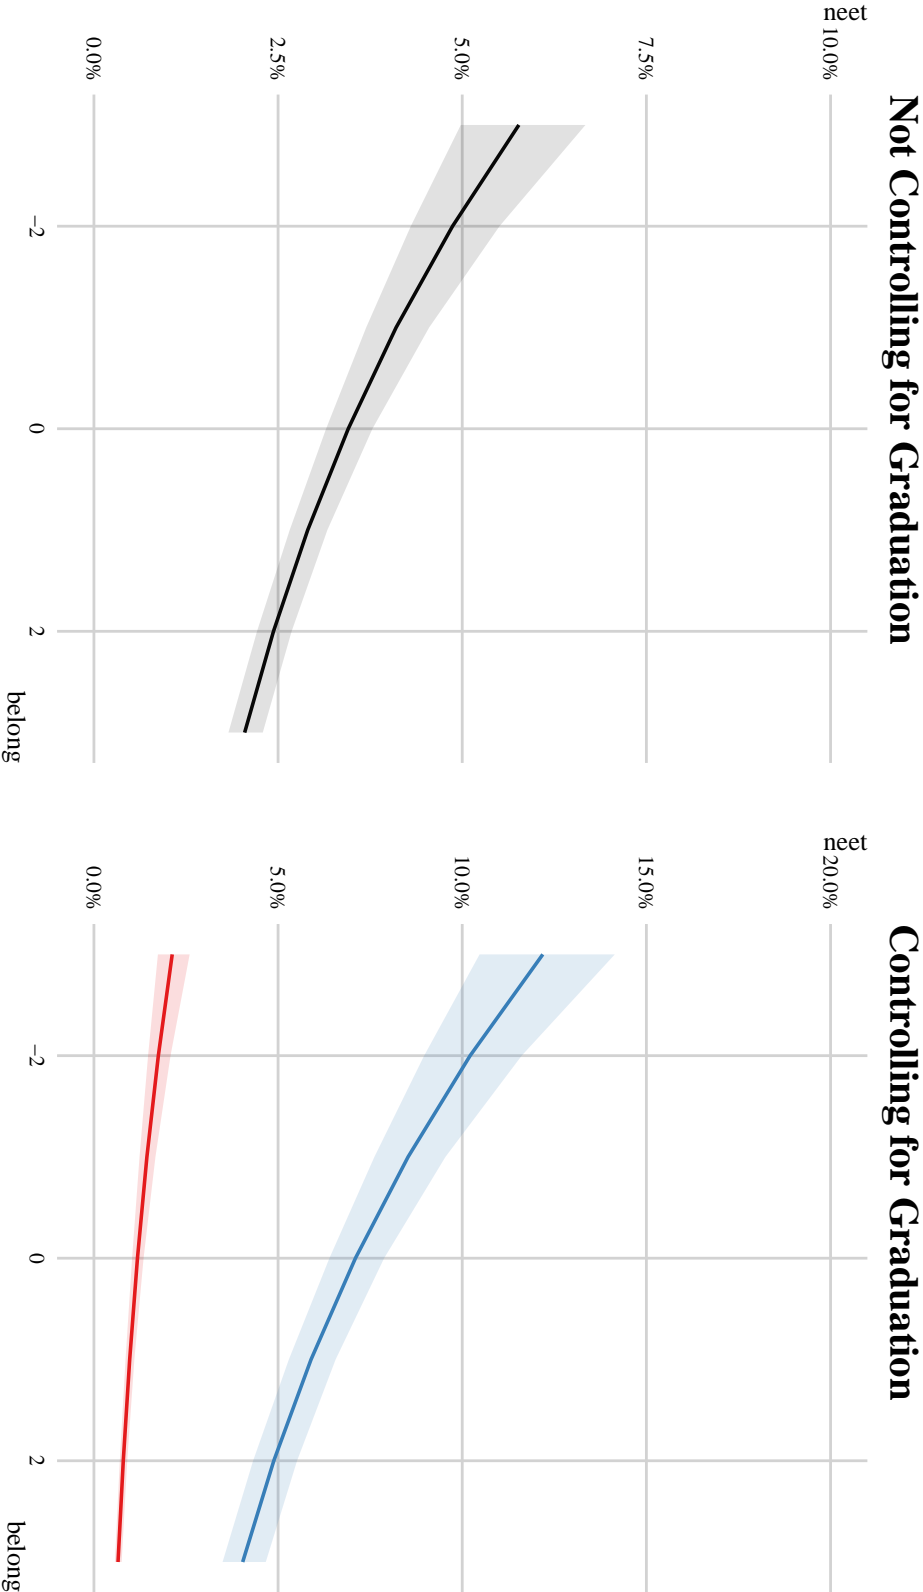 Not Controlling for Graduation
neet
10.0%
7.5%
5.0%
2.5%
0.0%
−2
0
2
belong
Controlling for Graduation
neet
20.0%
15.0%
10.0%
5.0%
0.0%
−2
0
2
belong